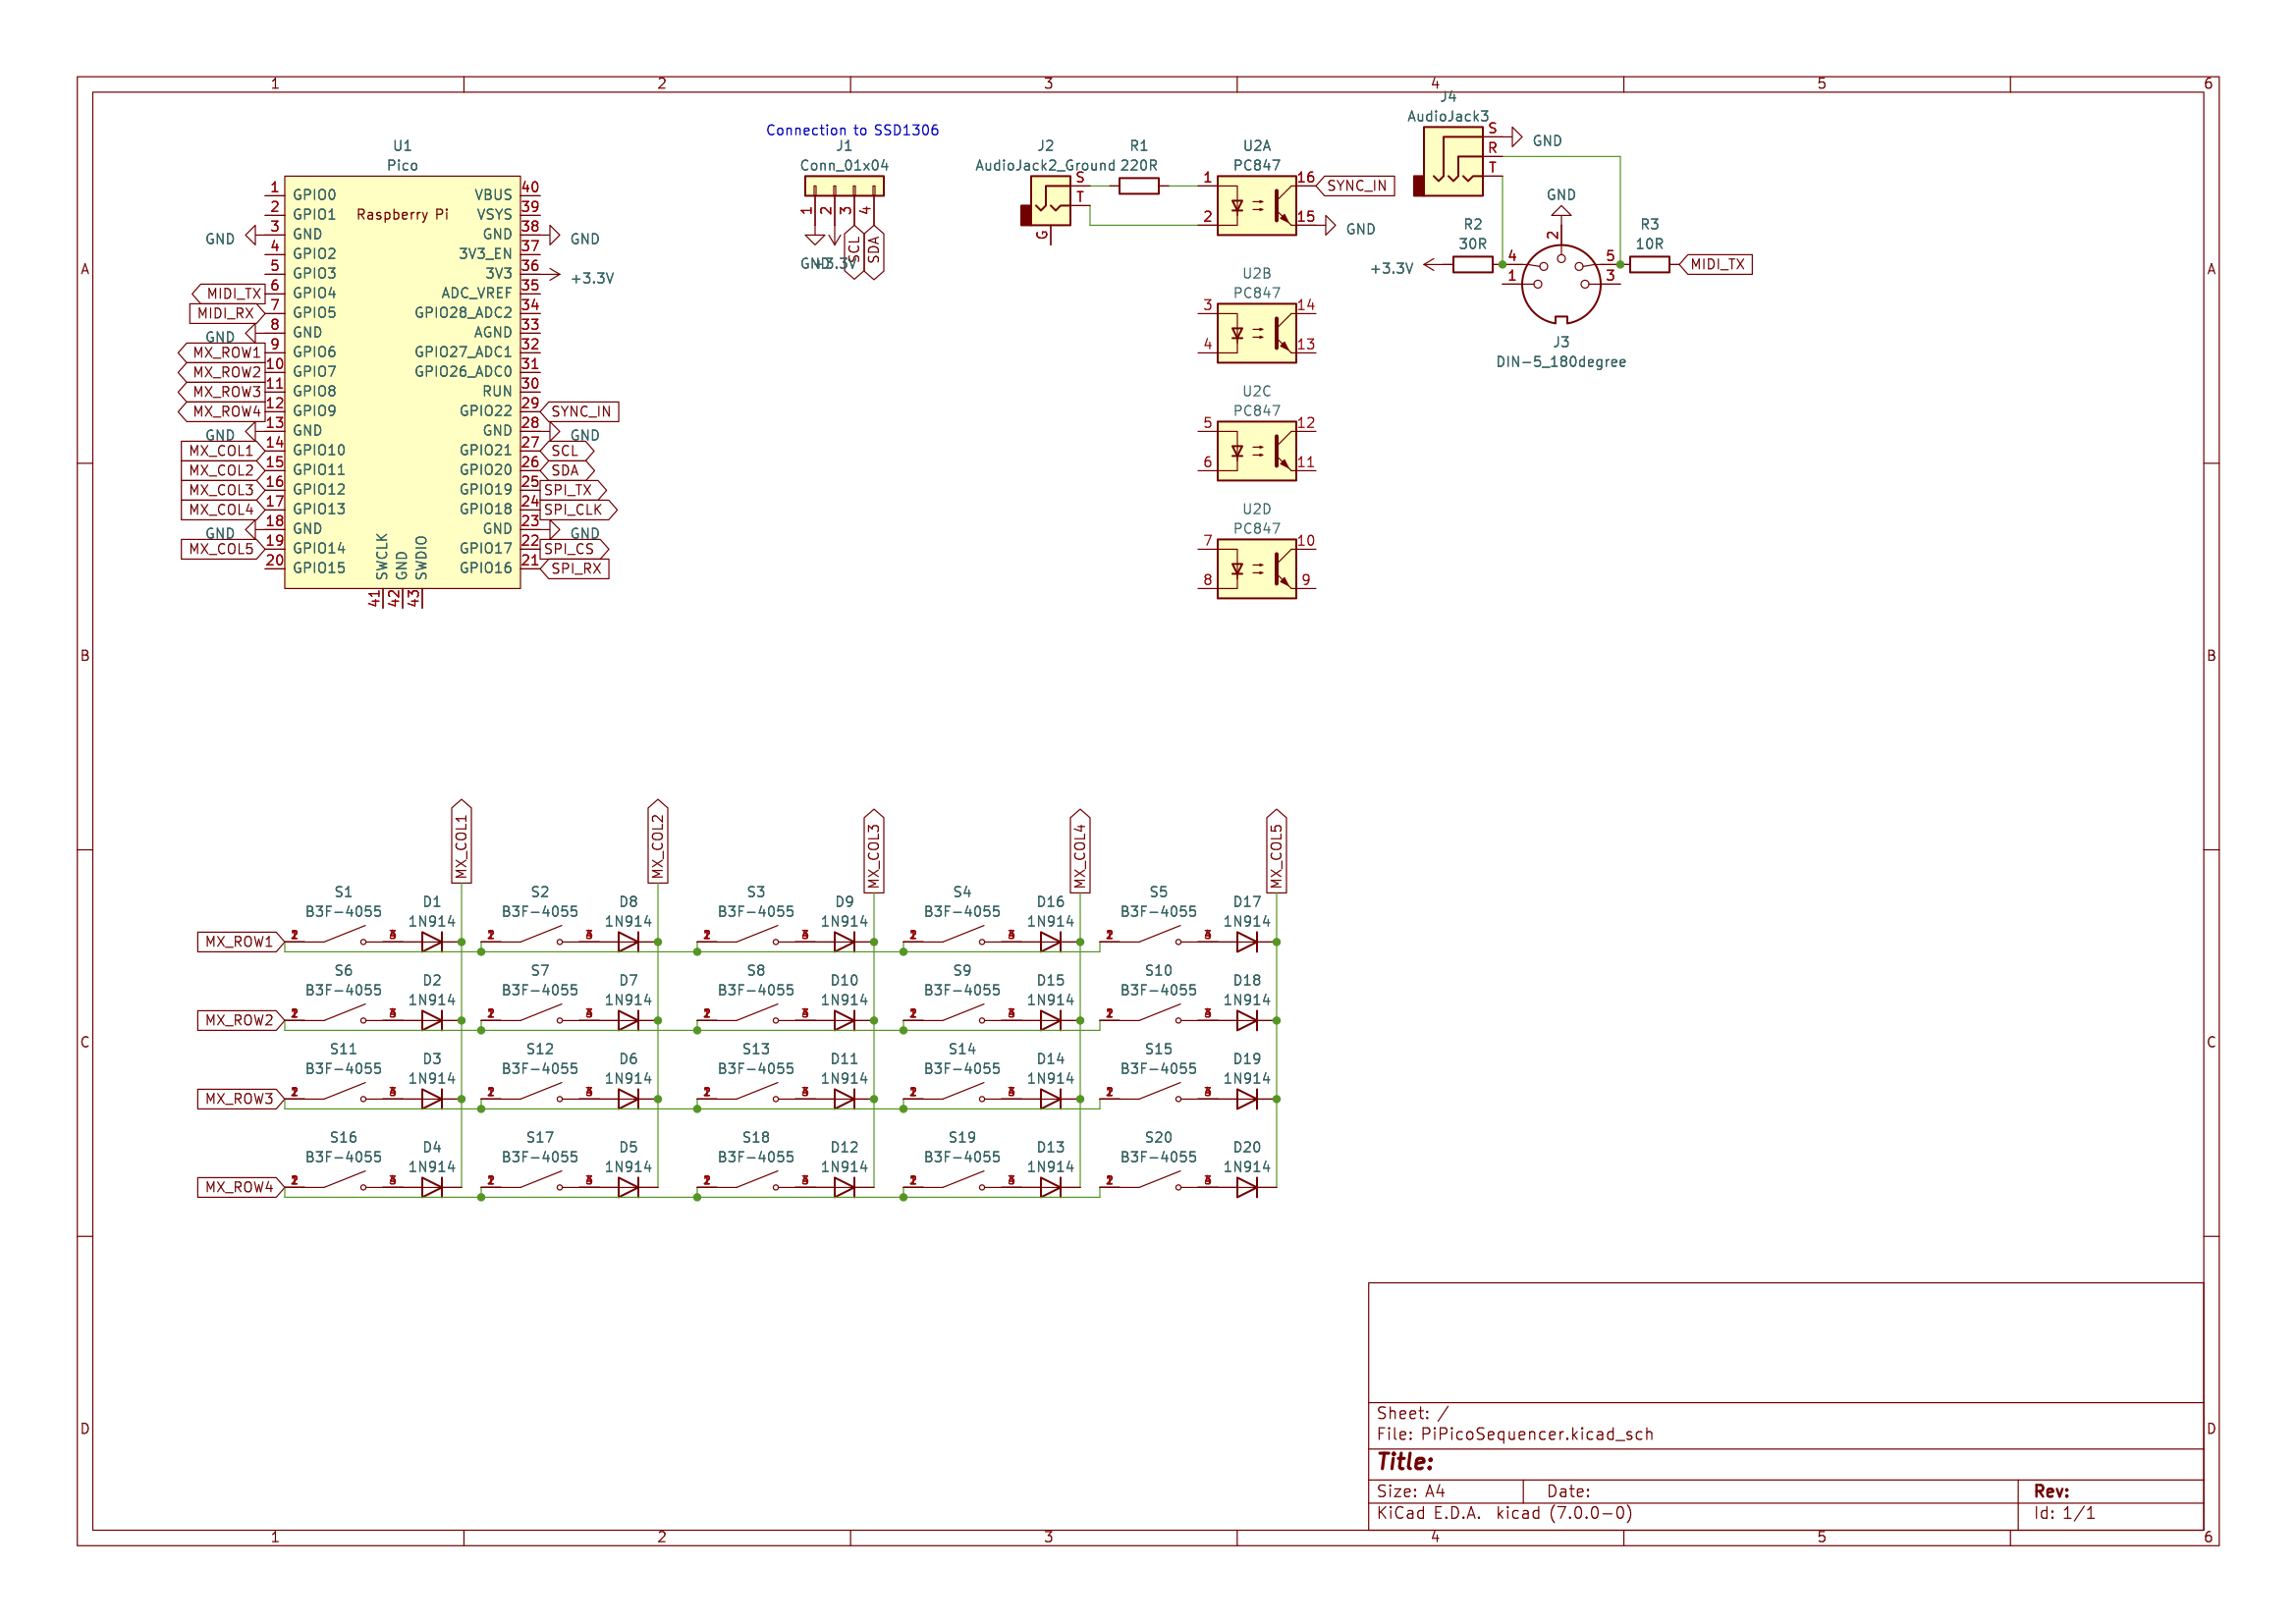 1 2 3 4 5 6
J4
AudioJack3
Connection to SSD1306
U1
Pico
J1
Conn_01x04
J2
AudioJack2_Ground
R1
220R
U2A
PC847
S
R
T
GND
1 GPIO0 VBUS 40
2 GPIO1 Raspberry Pi VSYS 39
GND 3 GND GND 38 GND
4 GPIO2 3V3_EN 37
5 GPIO3 3V3 36 +3.3V
MIDI_TX 6 GPIO4 ADC_VREF 35
MIDI_RX 7 GPIO5 GPIO28_ADC2 34
GND 8 GND AGND 33
MX_ROW1 9 GPIO6 GPIO27_ADC1 32
MX_ROW2 10 GPIO7 GPIO26_ADC0 31
MX_ROW3 11 GPIO8 RUN 30
MX_ROW4 12 GPIO9 GPIO22 29 SYNC_IN
GND 13 GND GND 28 GND
MX_COL1 14 GPIO10 GPIO21 27 SCL
MX_COL2 15 GPIO11 GPIO20 26 SDA
MX_COL3 16 GPIO12 GPIO19 25 SPI_TX
MX_COL4 17 GPIO13 GPIO18 24 SPI_CLK
GND 18 GND GND 23 GND
MX_COL5 19 GPIO14 GPIO17 22 SPI_CS
20 GPIO15 GPIO16 21 SPI_RX
SWCLK GND SWDIO
41 42 43
1 2 3 4
SCL SDA
GND +3.3V
S
T
G
1 16 SYNC_IN
2 15 GND
U2B
PC847
3 14
4 13
U2C
PC847
5 12
6 11
U2D
PC847
7 10
8 9
GND
R2
30R
R3
10R
2
+3.3V 4 5 MIDI_TX
1 3
J3
DIN-5_180degree
A A
B B
C C
D D
MX_COL1 MX_COL2 MX_COL3 MX_COL4 MX_COL5
S1 D1 S2 D8 S3 D9 S4 D16 S5 D17
B3F-4055 1N914 B3F-4055 1N914 B3F-4055 1N914 B3F-4055 1N914 B3F-4055 1N914
MX_ROW1
S6 D2 S7 D7 S8 D10 S9 D15 S10 D18
B3F-4055 1N914 B3F-4055 1N914 B3F-4055 1N914 B3F-4055 1N914 B3F-4055 1N914
MX_ROW2
S11 D3 S12 D6 S13 D11 S14 D14 S15 D19
B3F-4055 1N914 B3F-4055 1N914 B3F-4055 1N914 B3F-4055 1N914 B3F-4055 1N914
MX_ROW3
S16 D4 S17 D5 S18 D12 S19 D13 S20 D20
B3F-4055 1N914 B3F-4055 1N914 B3F-4055 1N914 B3F-4055 1N914 B3F-4055 1N914
MX_ROW4
Sheet: /
File: PiPicoSequencer.kicad_sch
Title:
Size: A4 Date: Rev:
KiCad E.D.A. kicad (7.0.0-0) Id: 1/1
1 2 3 4 5 6